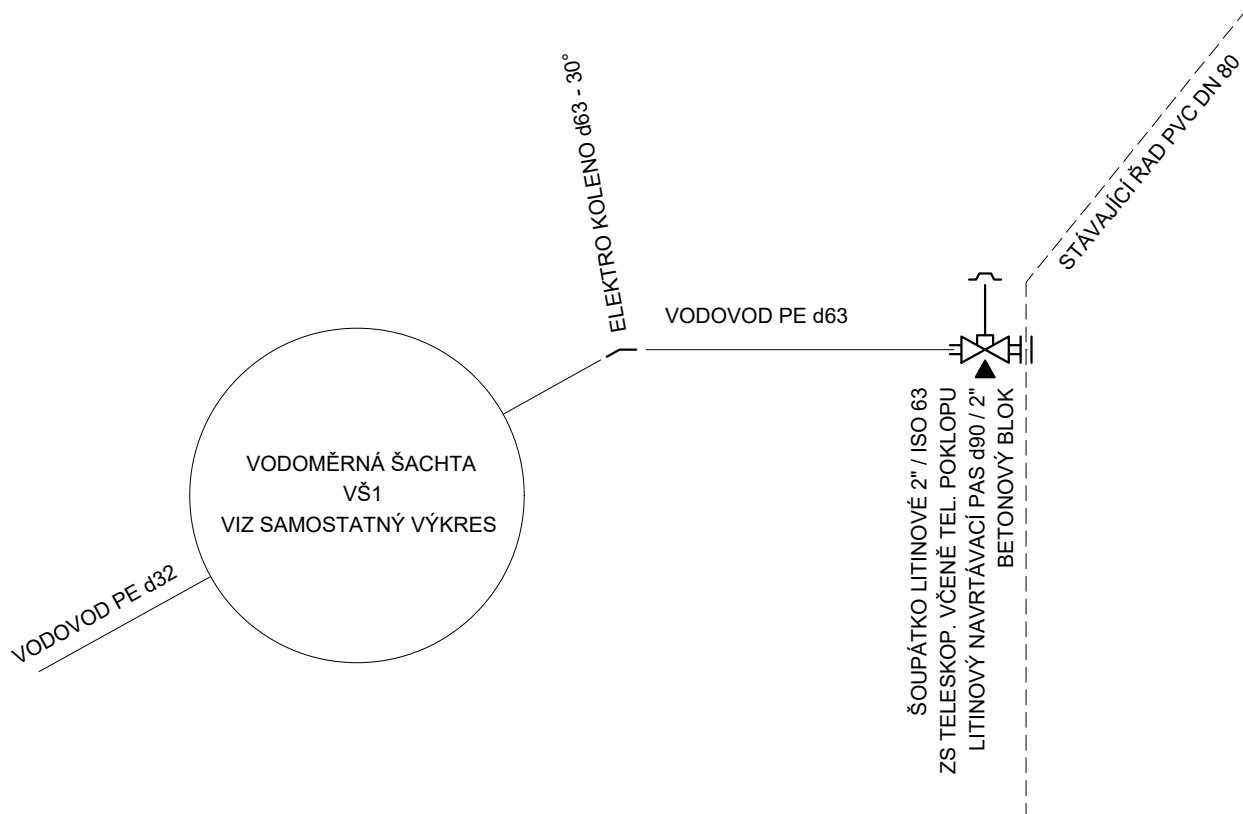 ELEKTRO KOLENO d63 - 30°
STÁVAJÍCÍ ŘAD PVC DN 80
VODOVOD PE d63
VODOMĚRNÁ ŠACHTA
VŠ1
VIZ SAMOSTATNÝ VÝKRES
VODOVOD PE d32
ŠOUPÁTKO LITINOVÉ 2" / ISO 63
ZS TELESKOP. VČENĚ TEL. POKLOPU
LITINOVÝ NAVRTÁVACÍ PAS d90 / 2"
BETONOVÝ BLOK